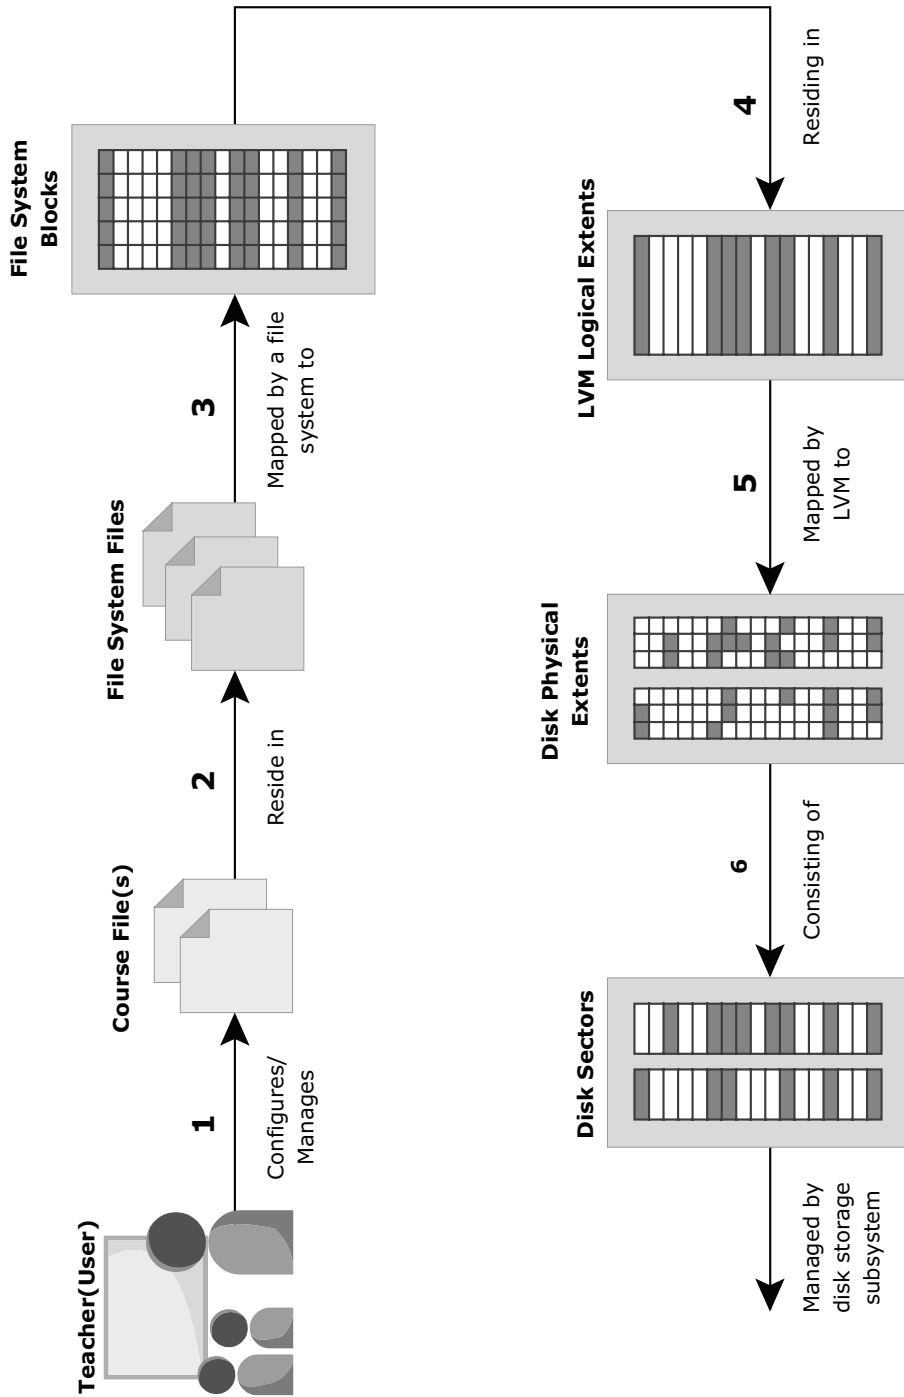 Teacher(User)
1
Configures/
Manages
Course File(s)
2
Reside in
File System Files
3
Mapped by a file
system to
File System
Blocks
4
Residing in
LVM Logical Extents
5
Mapped by
LVM to
Disk Physical
Extents
6
Consisting of
Disk Sectors
Managed by
disk storage
subsystem